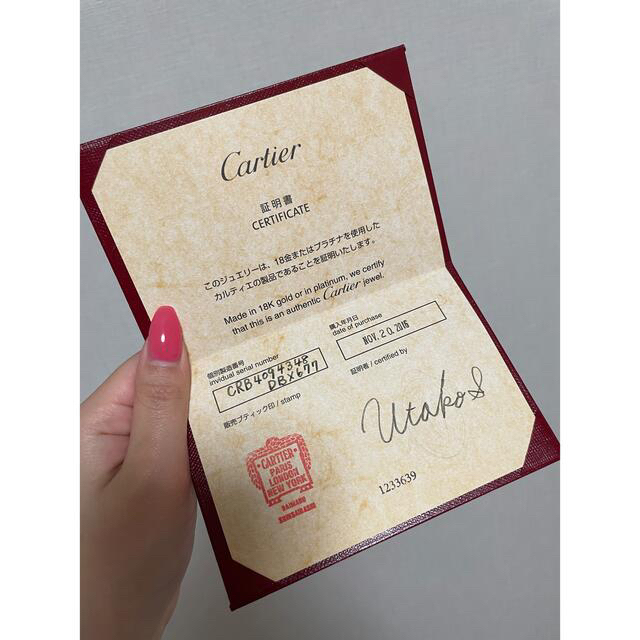 Cartier
証明書
CERTIFICATE
このジュエリーは、18金またはプラチナを使用した
カルティエの製品であることを証明いたします。
Made in 18K gold or in platinum, we certify
that this is an authentic Cartier jewel.
個別製造番号
invidual serial number
CRB4094348
DBX677
購入年月日
date of purchase
NOV.20.2016
販売ブティック印 / stamp
証明者 / certified by
Utako S
CARTIER
PARIS
LONDON
NEW YORK
DAIMARU
SHINSAIBASHI
1233639